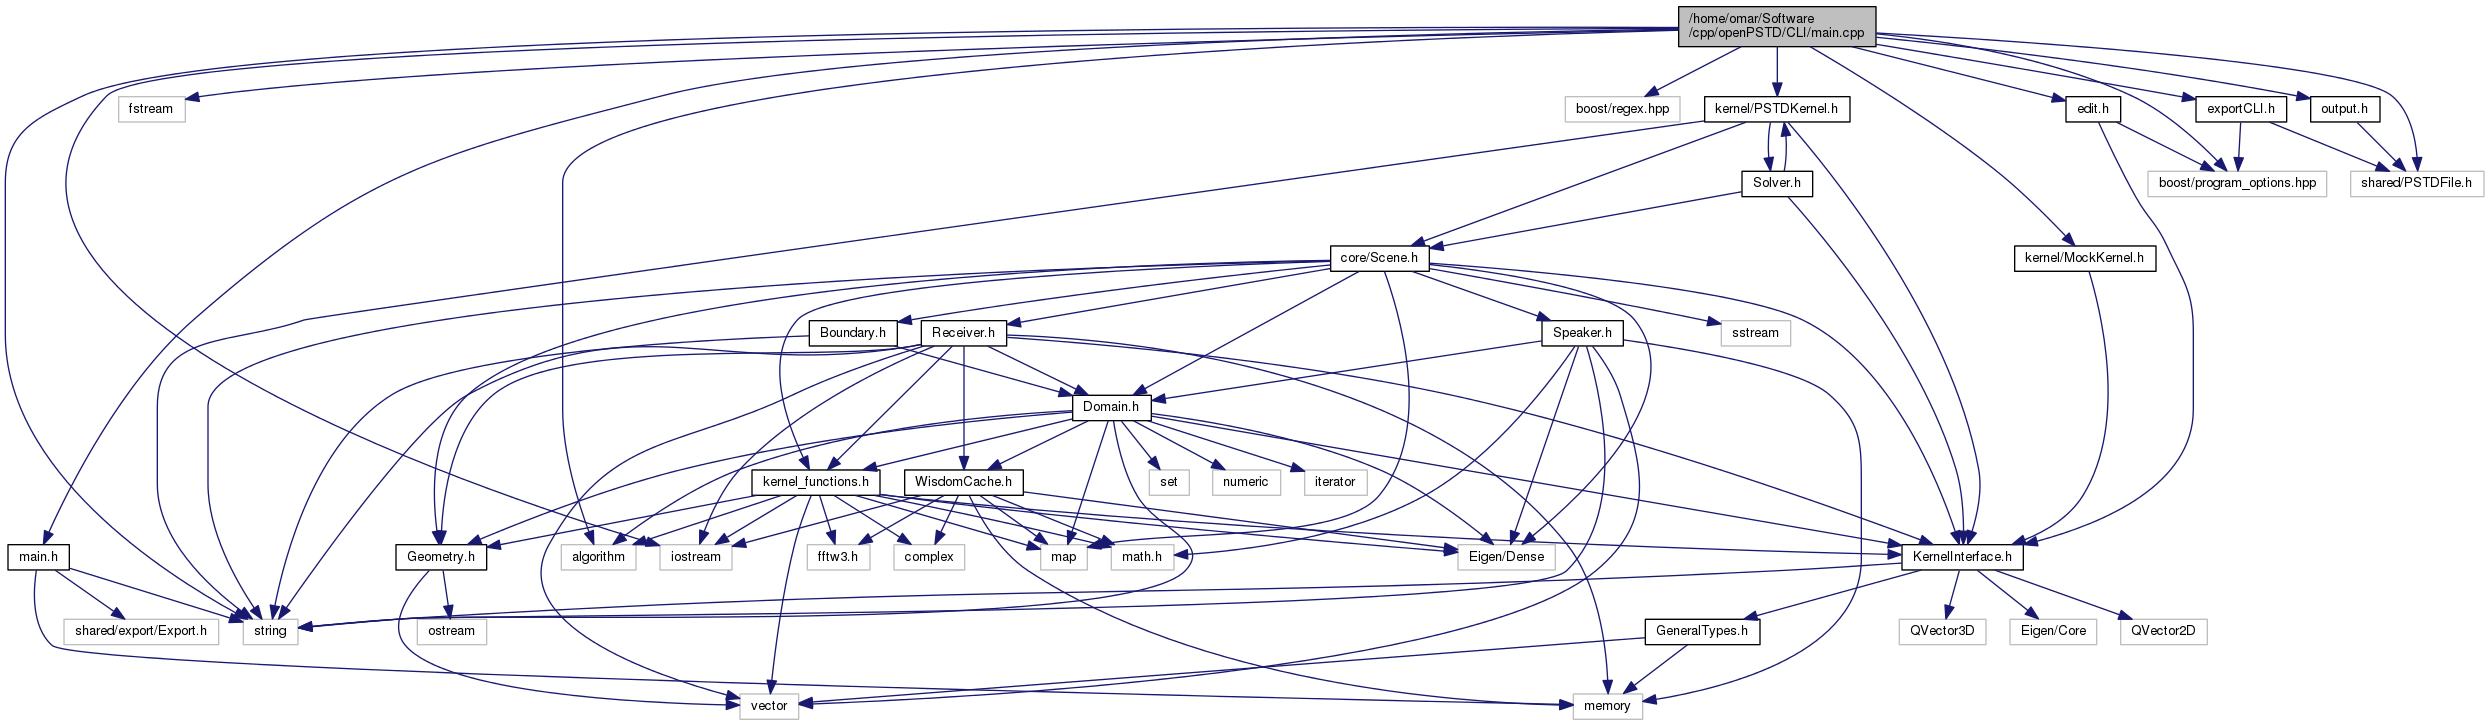 /home/omar/Software
/cpp/openPSTD/CLI/main.cpp
fstream
boost/regex.hpp
kernel/PSTDKernel.h
edit.h
exportCLI.h
output.h
Solver.h
boost/program_options.hpp
shared/PSTDFile.h
core/Scene.h
kernel/MockKernel.h
Boundary.h
Receiver.h
Speaker.h
sstream
Domain.h
kernel_functions.h
WisdomCache.h
set
numeric
iterator
main.h
Geometry.h
algorithm
iostream
fftw3.h
complex
map
math.h
Eigen/Dense
KernelInterface.h
shared/export/Export.h
string
ostream
GeneralTypes.h
QVector3D
Eigen/Core
QVector2D
vector
memory